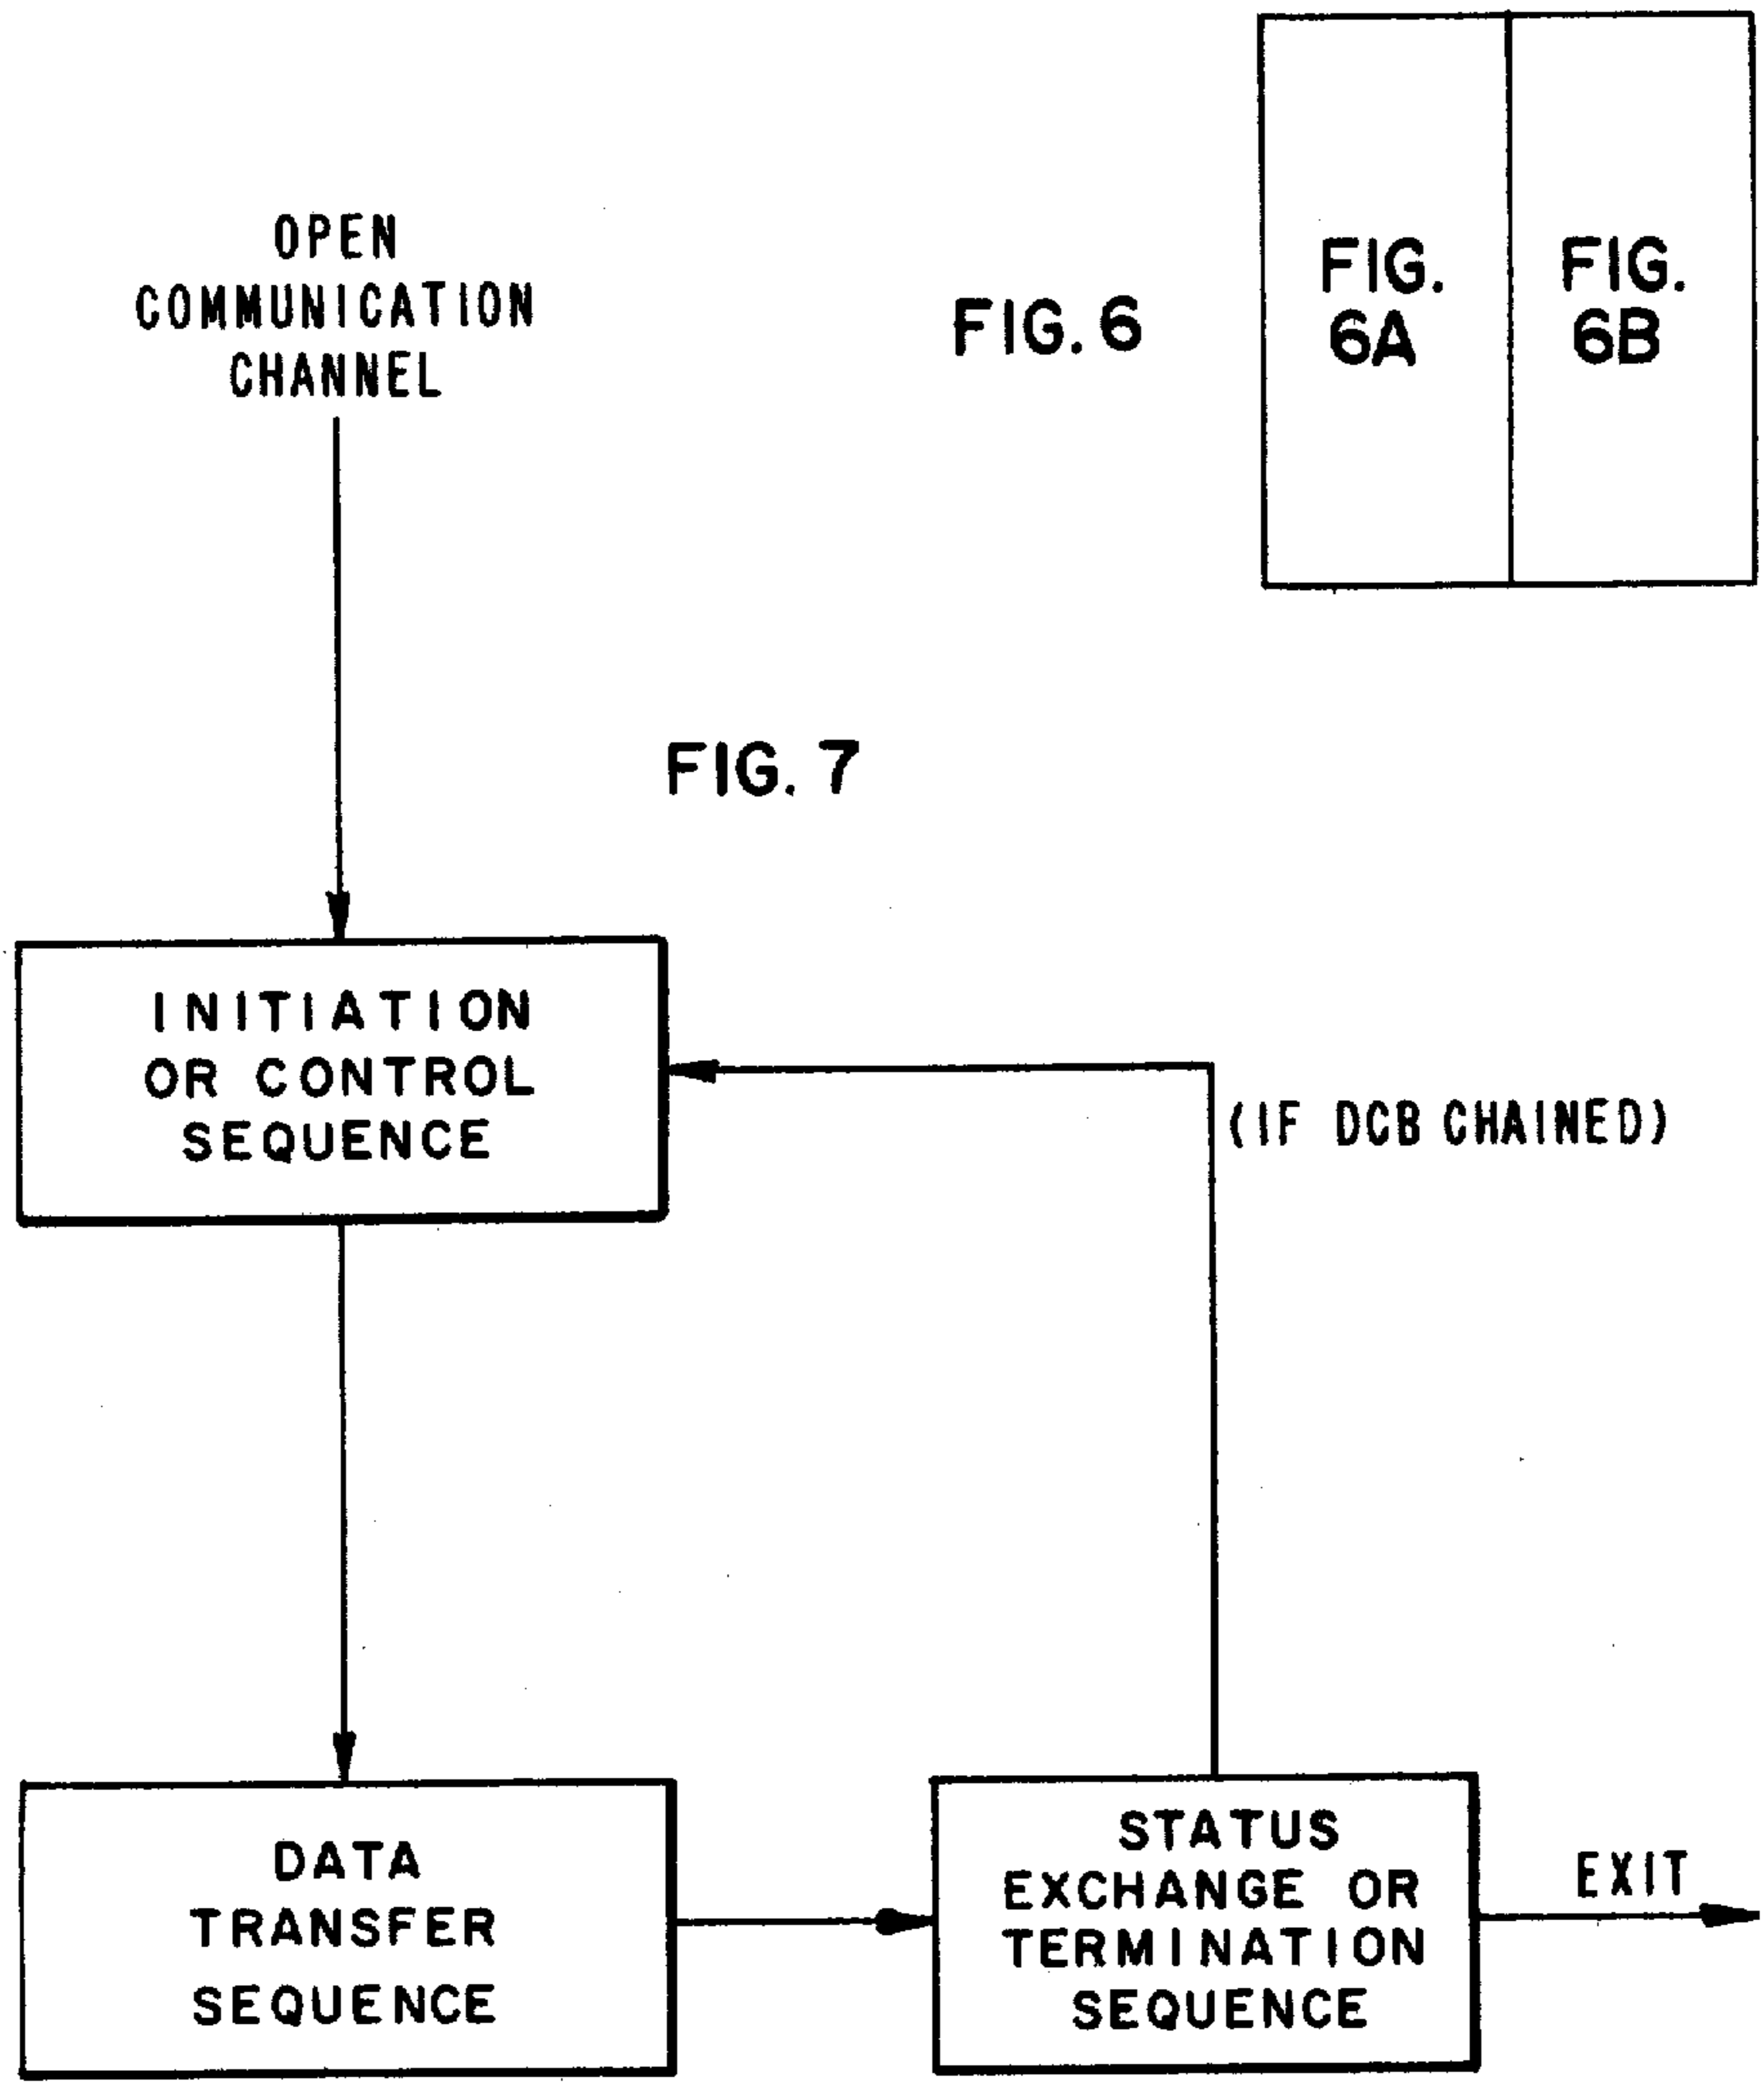 OPEN
COMMUNICATION
CHANNEL
FIG. 6
FIG.
6A
FIG.
6B
FIG. 7
INITIATION
OR CONTROL
SEQUENCE
(IF DCB CHAINED)
DATA
TRANSFER
SEQUENCE
STATUS
EXCHANGE OR
TERMINATION
SEQUENCE
EXIT